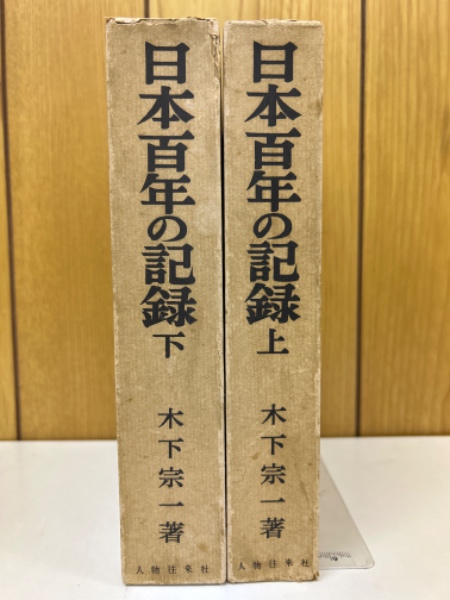 日本百年の記録 上
木下宗一著
人物往来社
日本百年の記録 下
木下宗一著
人物往来社